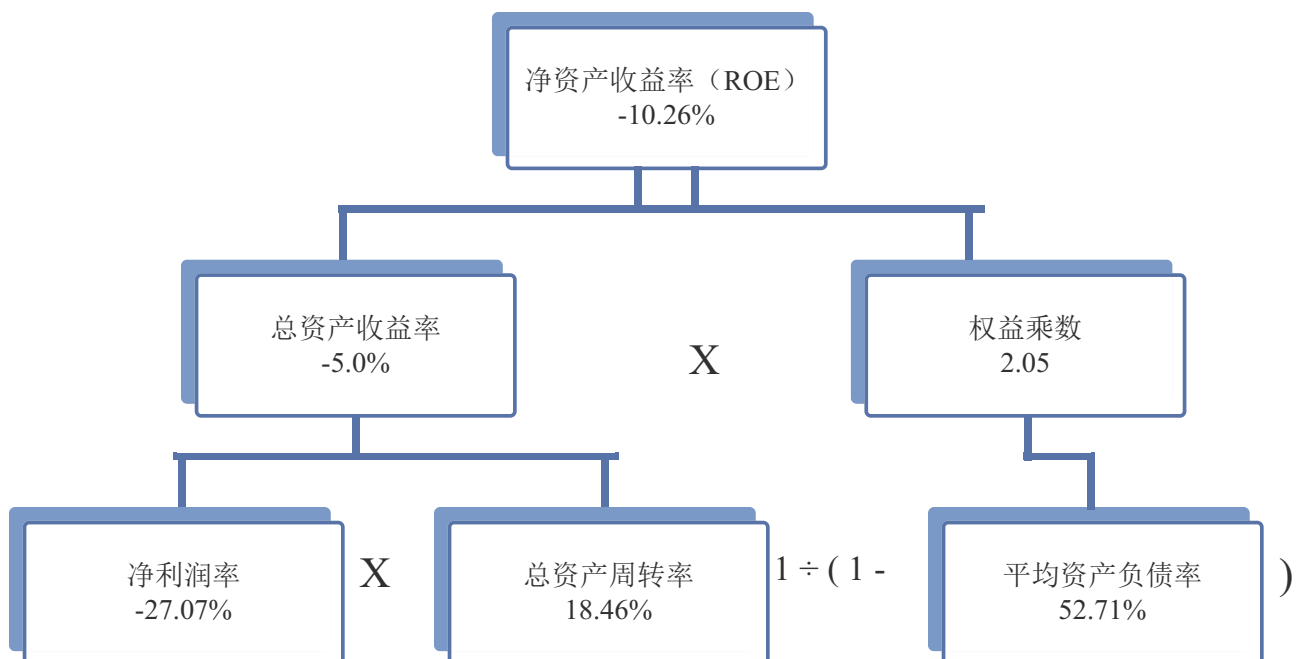 净资产收益率（ROE）
-10.26%
总资产收益率
-5.0%
X
权益乘数
2.05
净利润率
-27.07%
X
总资产周转率
18.46%
1 ÷ ( 1 -
平均资产负债率
52.71%
)